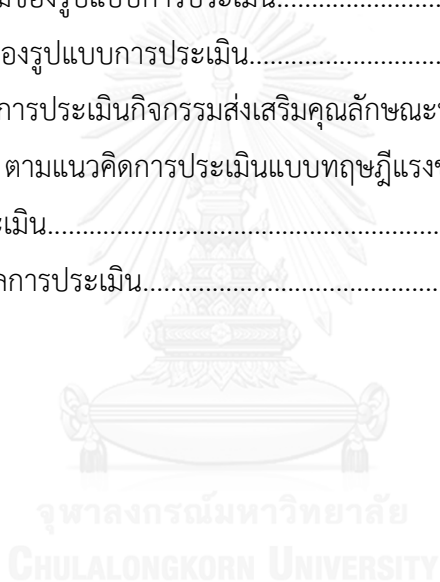 ของรูปแบบการประเมิน..............................
องรูปแบบการประเมิน..............................
การประเมินกิจกรรมส่งเสริมคุณลักษณะ
ตามแนวคิดการประเมินแบบทฤษฎีแรง
เมิน............................................................
ลการประเมิน..............................................
จุฬาลงกรณ์มหาวิทยาลัย
CHULALONGKORN UNIVERSITY